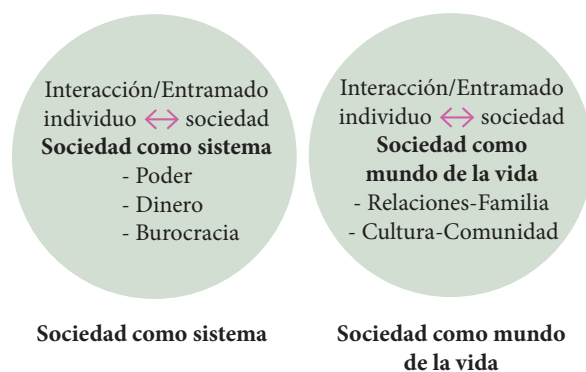 Interacción/Entramado
individuo ↔ sociedad
Sociedad como sistema
- Poder
- Dinero
- Burocracia
Sociedad como sistema
Interacción/Entramado
individuo ↔ sociedad
Sociedad como
mundo de la vida
- Relaciones-Familia
- Cultura-Comunidad
Sociedad como mundo
de la vida